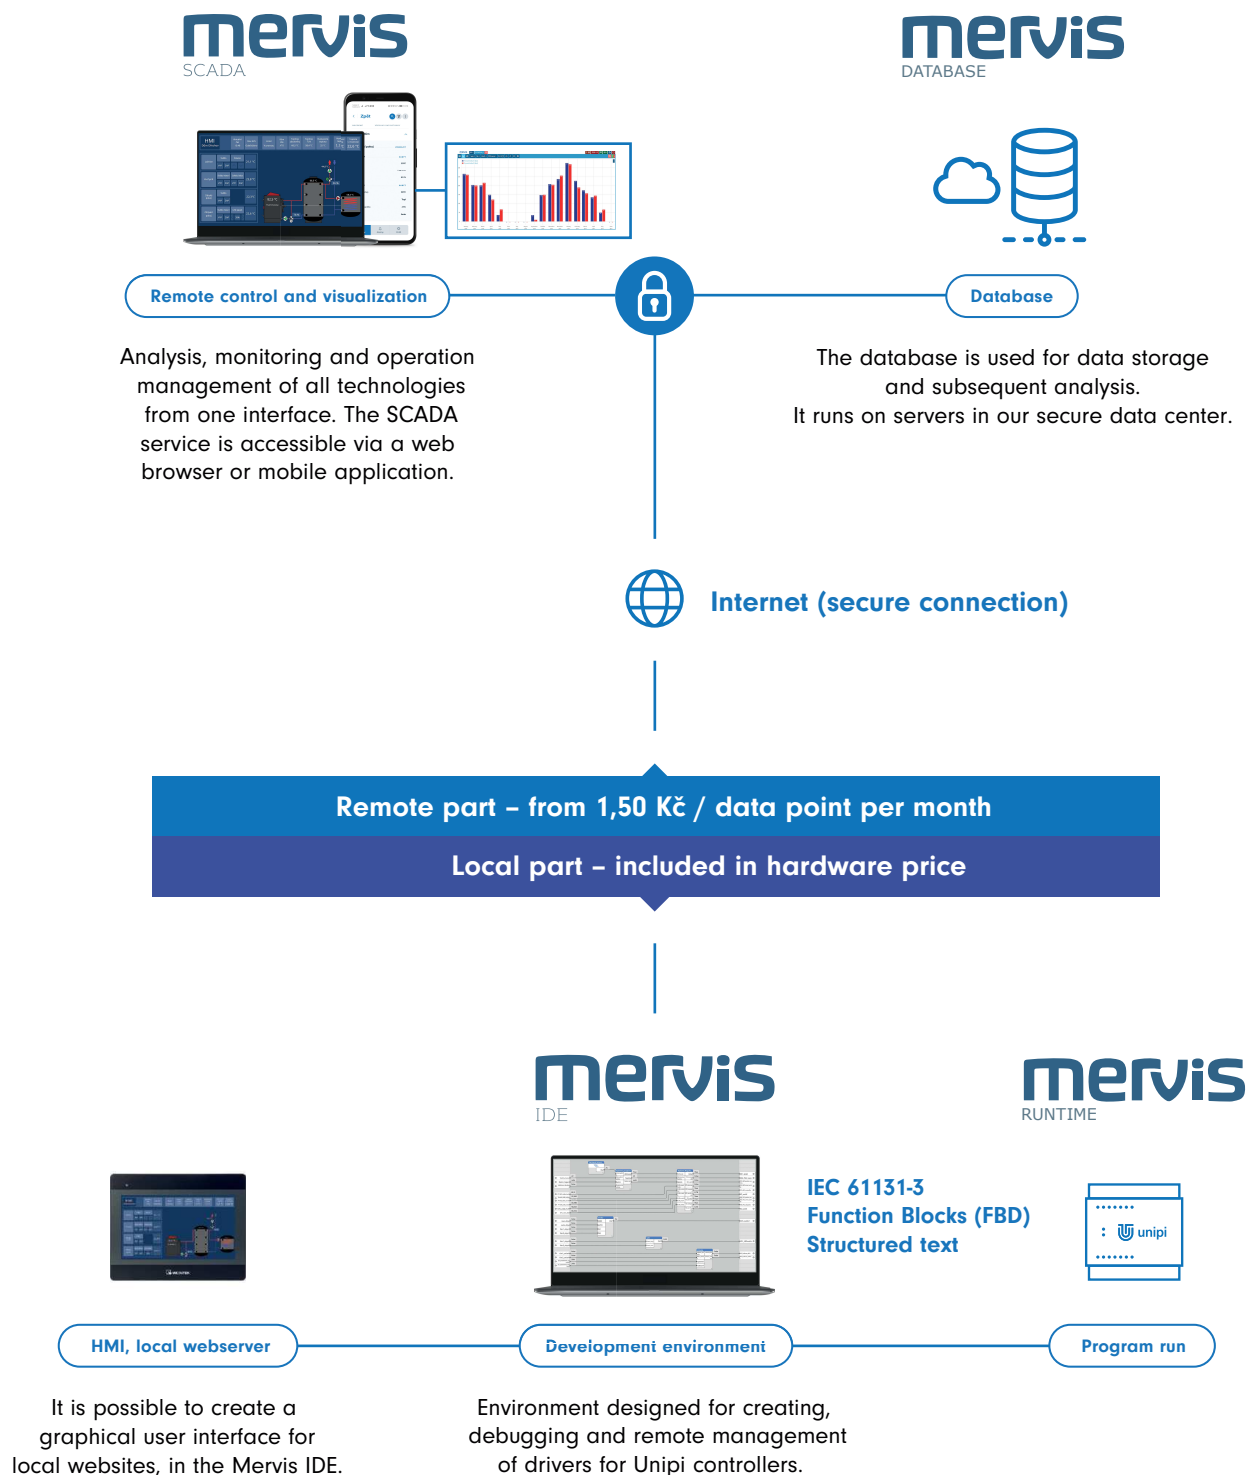 mervis
SCADA
mervis
DATABASE
HMI
Remote control and visualization
Database
Analysis, monitoring and operation
management of all technologies
from one interface. The SCADA
service is accessible via a web
browser or mobile application.
The database is used for data storage
and subsequent analysis.
It runs on servers in our secure data center.
Internet (secure connection)
Remote part – from 1,50 Kč / data point per month
Local part – included in hardware price
mervis
IDE
mervis
RUNTIME
IEC 61131-3
Function Blocks (FBD)
Structured text
unipi
HMI, local webserver
Development environment
Program run
It is possible to create a
graphical user interface for
local websites, in the Mervis IDE.
Environment designed for creating,
debugging and remote management
of drivers for Unipi controllers.